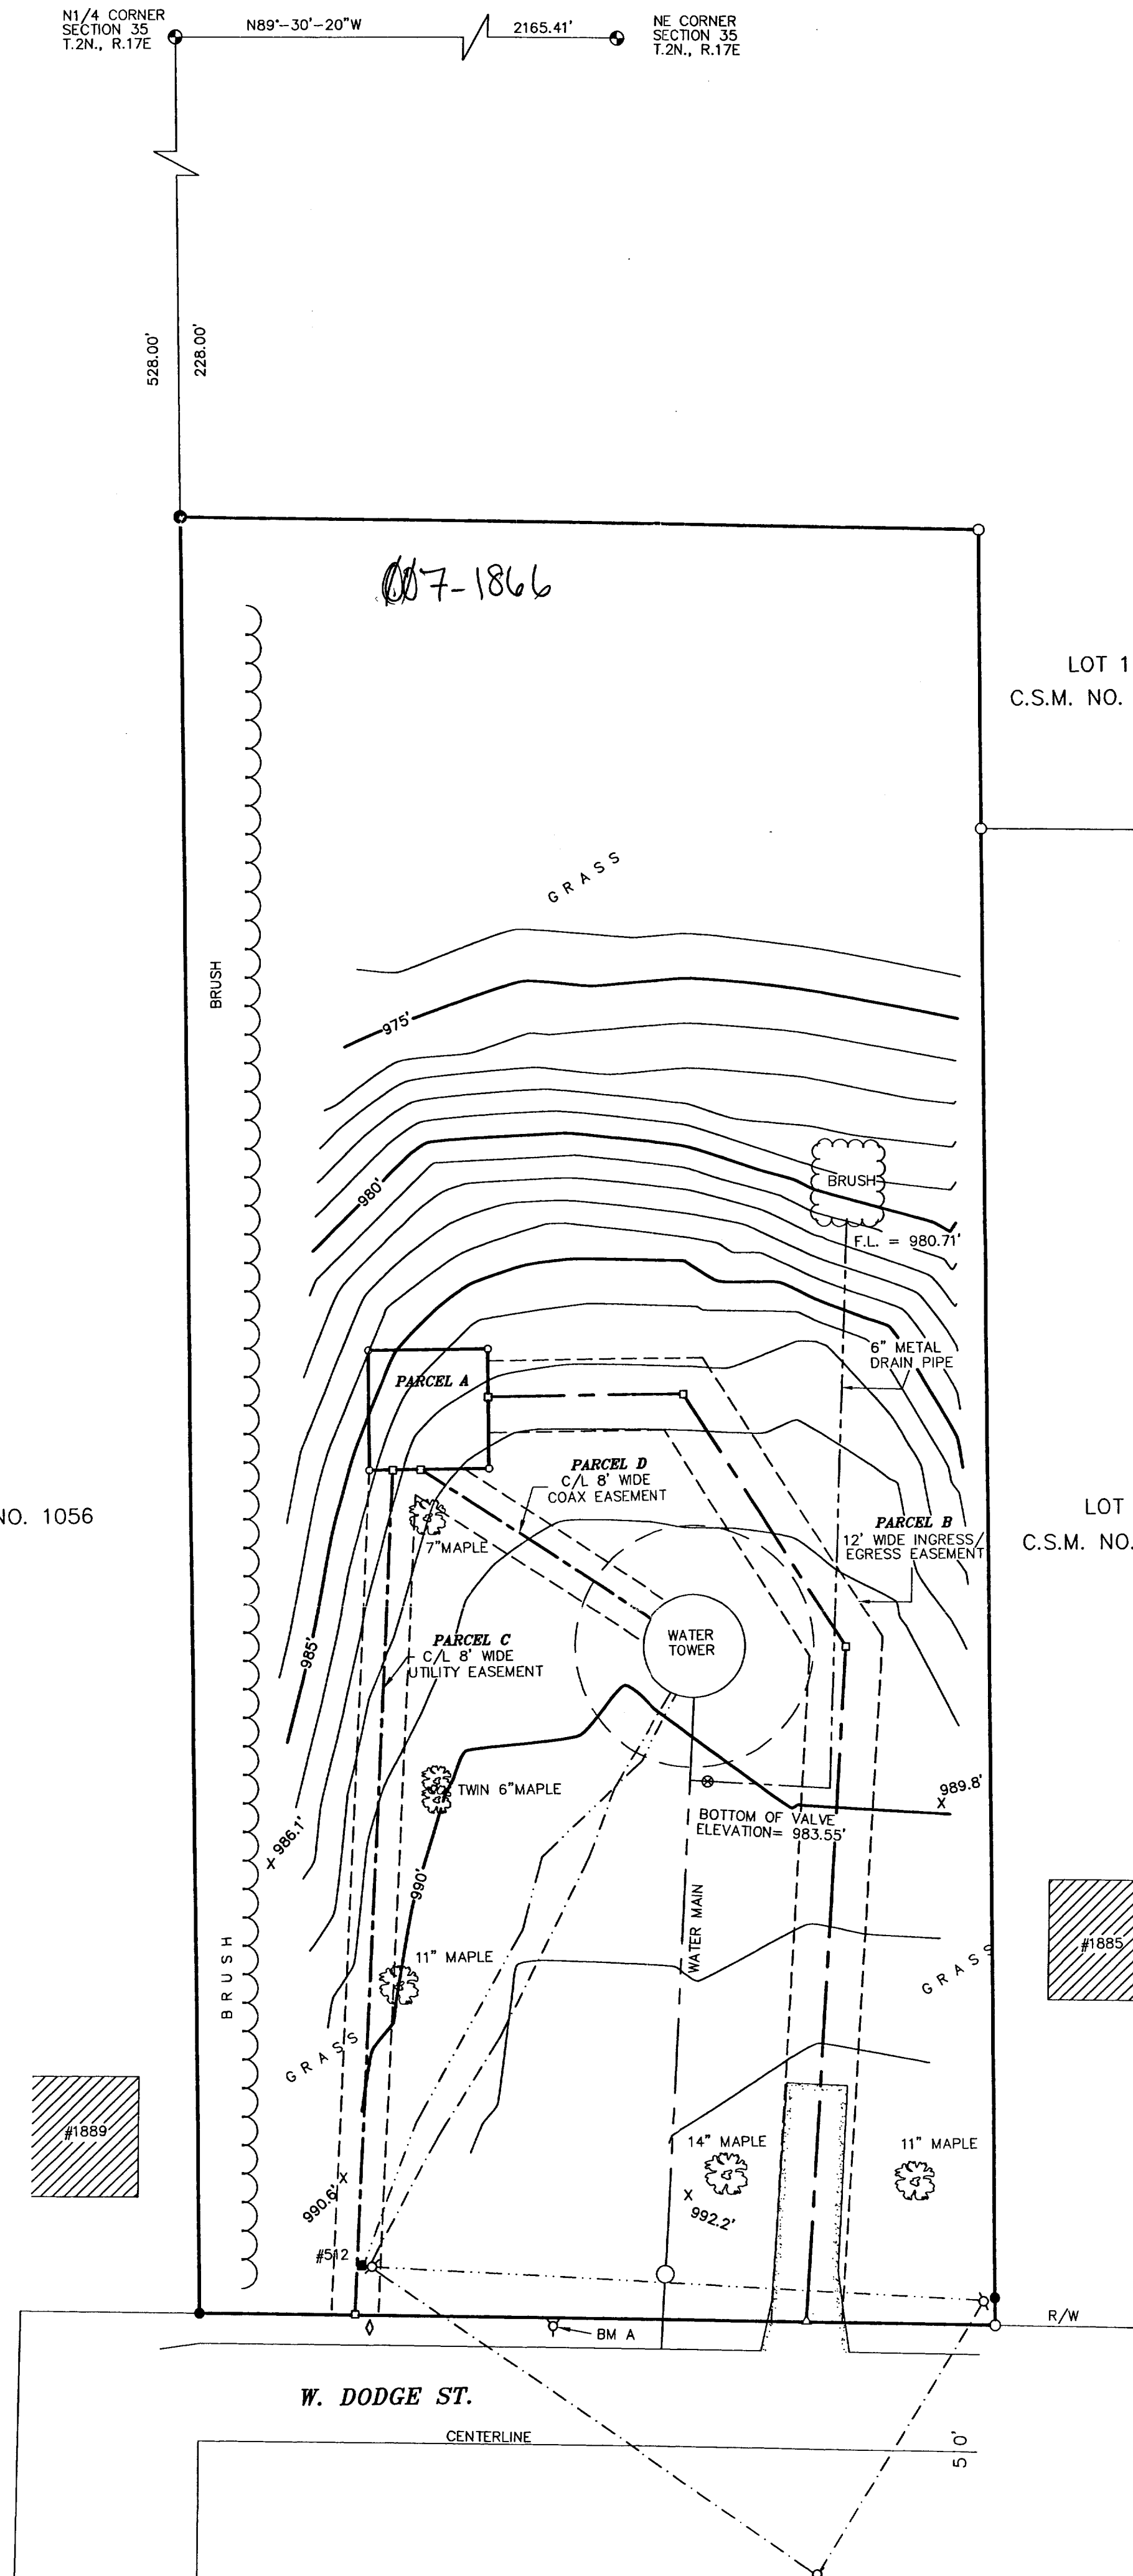 N1/4 CORNER
SECTION 35
T.2N., R.17E
N89°-30'-20"W
2165.41'
NE CORNER
SECTION 35
T.2N., R.17E
528.00'
228.00'
007-1866
LOT 1
C.S.M. NO.
GRASS
BRUSH
975'
980'
BRUSH
F.L. = 980.71'
6" METAL
DRAIN PIPE
PARCEL A
PARCEL D
C/L 8' WIDE
COAX EASEMENT
NO. 1056
LOT
C.S.M. NO.
PARCEL B
12' WIDE INGRESS/
EGRESS EASEMENT
7"MAPLE
WATER
TOWER
PARCEL C
C/L 8' WIDE
UTILITY EASEMENT
985'
TWIN 6"MAPLE
989.8'
X
BOTTOM OF VALVE
ELEVATION= 983.55'
X 986.1'
990'
WATER MAIN
BRUSH
11" MAPLE
GRASS
#1885
GRASS
#1889
14" MAPLE
11" MAPLE
990.6' X
X
992.2'
#512
BM A
R/W
W. DODGE ST.
CENTERLINE